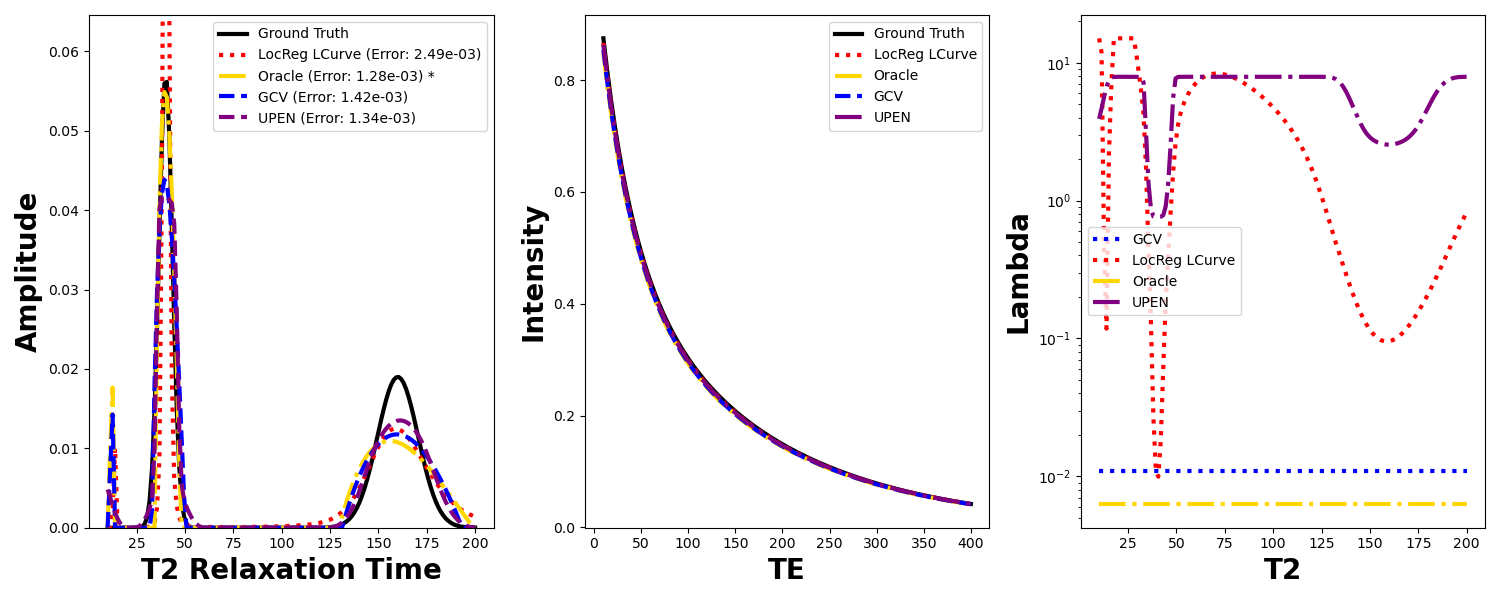 Amplitude
0.06
0.05
0.04
0.03
0.02
0.01
0.00
25 50 75 100 125 150 175 200
T2 Relaxation Time
Ground Truth
LocReg LCurve (Error: 2.49e-03)
Oracle (Error: 1.28e-03) *
GCV (Error: 1.42e-03)
UPEN (Error: 1.34e-03)
Intensity
0.8
0.6
0.4
0.2
0.0
0 50 100 150 200 250 300 350 400
TE
Ground Truth
LocReg LCurve
Oracle
GCV
UPEN
Lambda
10¹
10⁰
10⁻¹
10⁻²
25 50 75 100 125 150 175 200
T2
GCV
LocReg LCurve
Oracle
UPEN